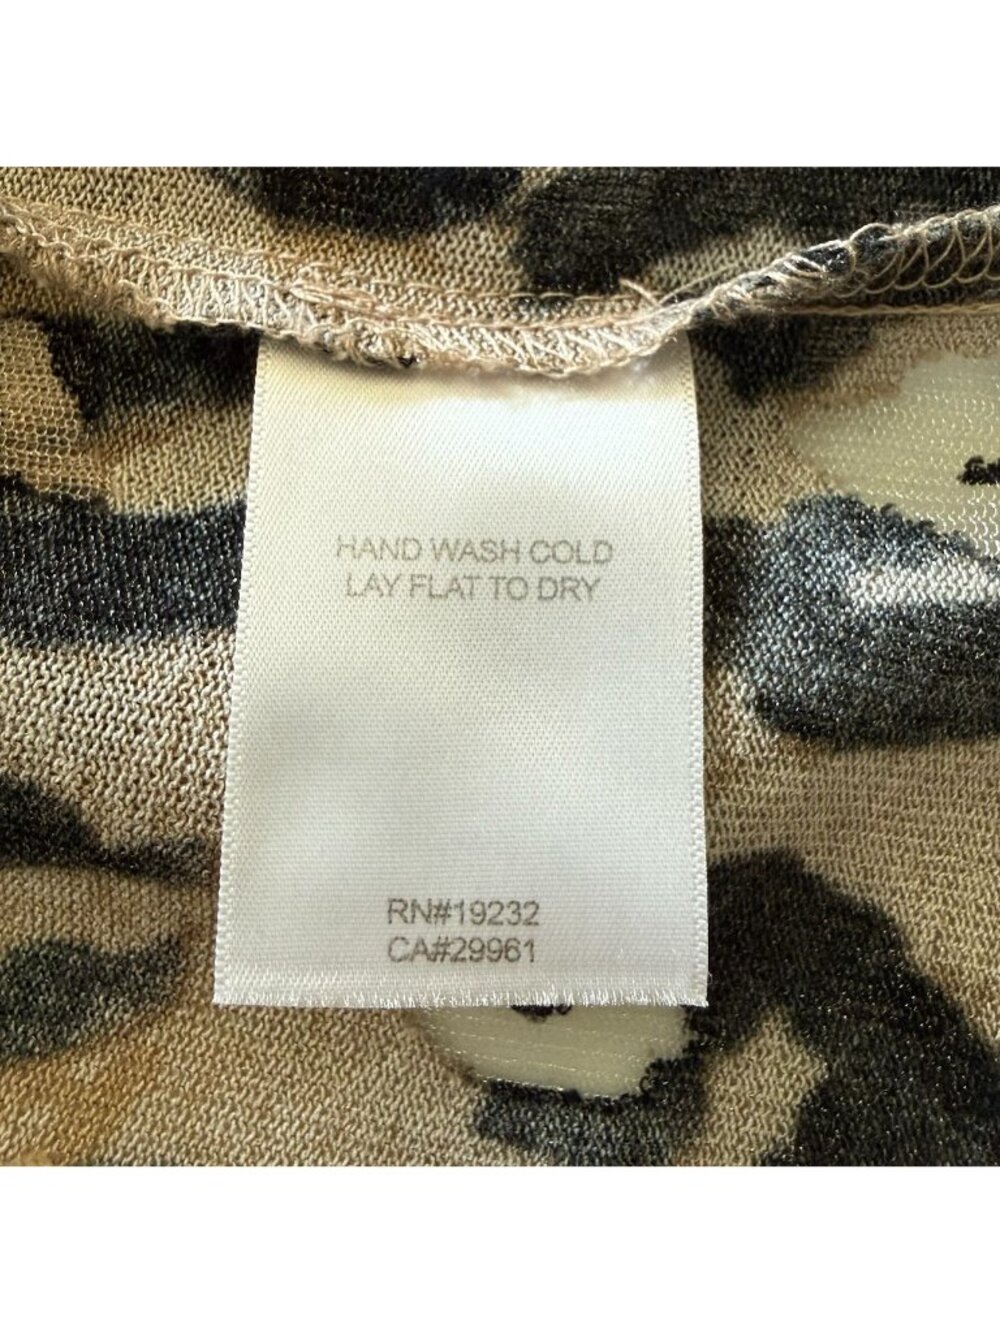 HAND WASH COLD
LAY FLAT TO DRY
RN#19232
CA#29961